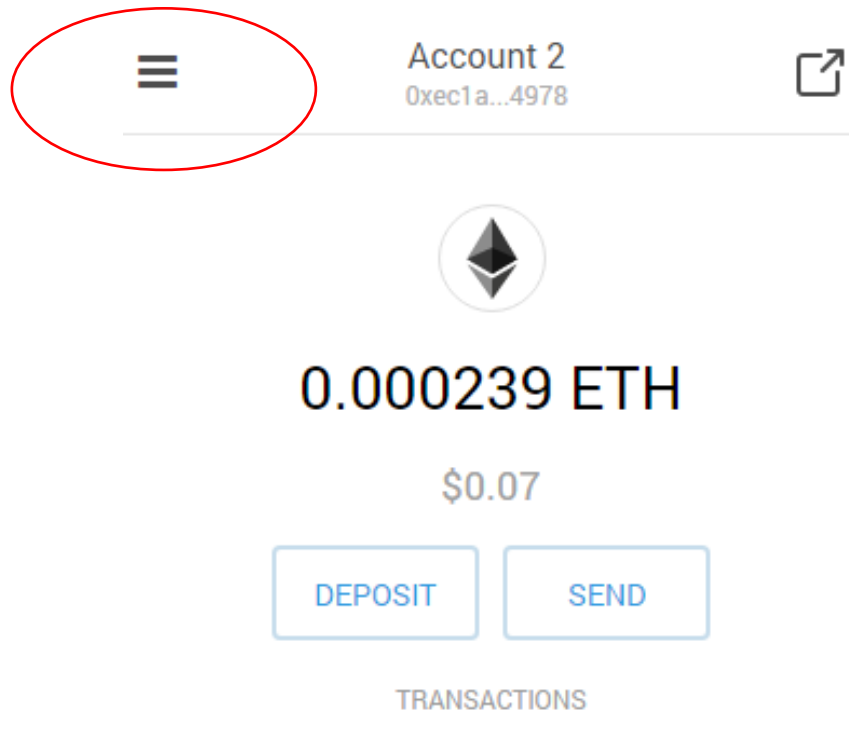 Account 2
0xec1a...4978
0.000239 ETH
$0.07
DEPOSIT
SEND
TRANSACTIONS